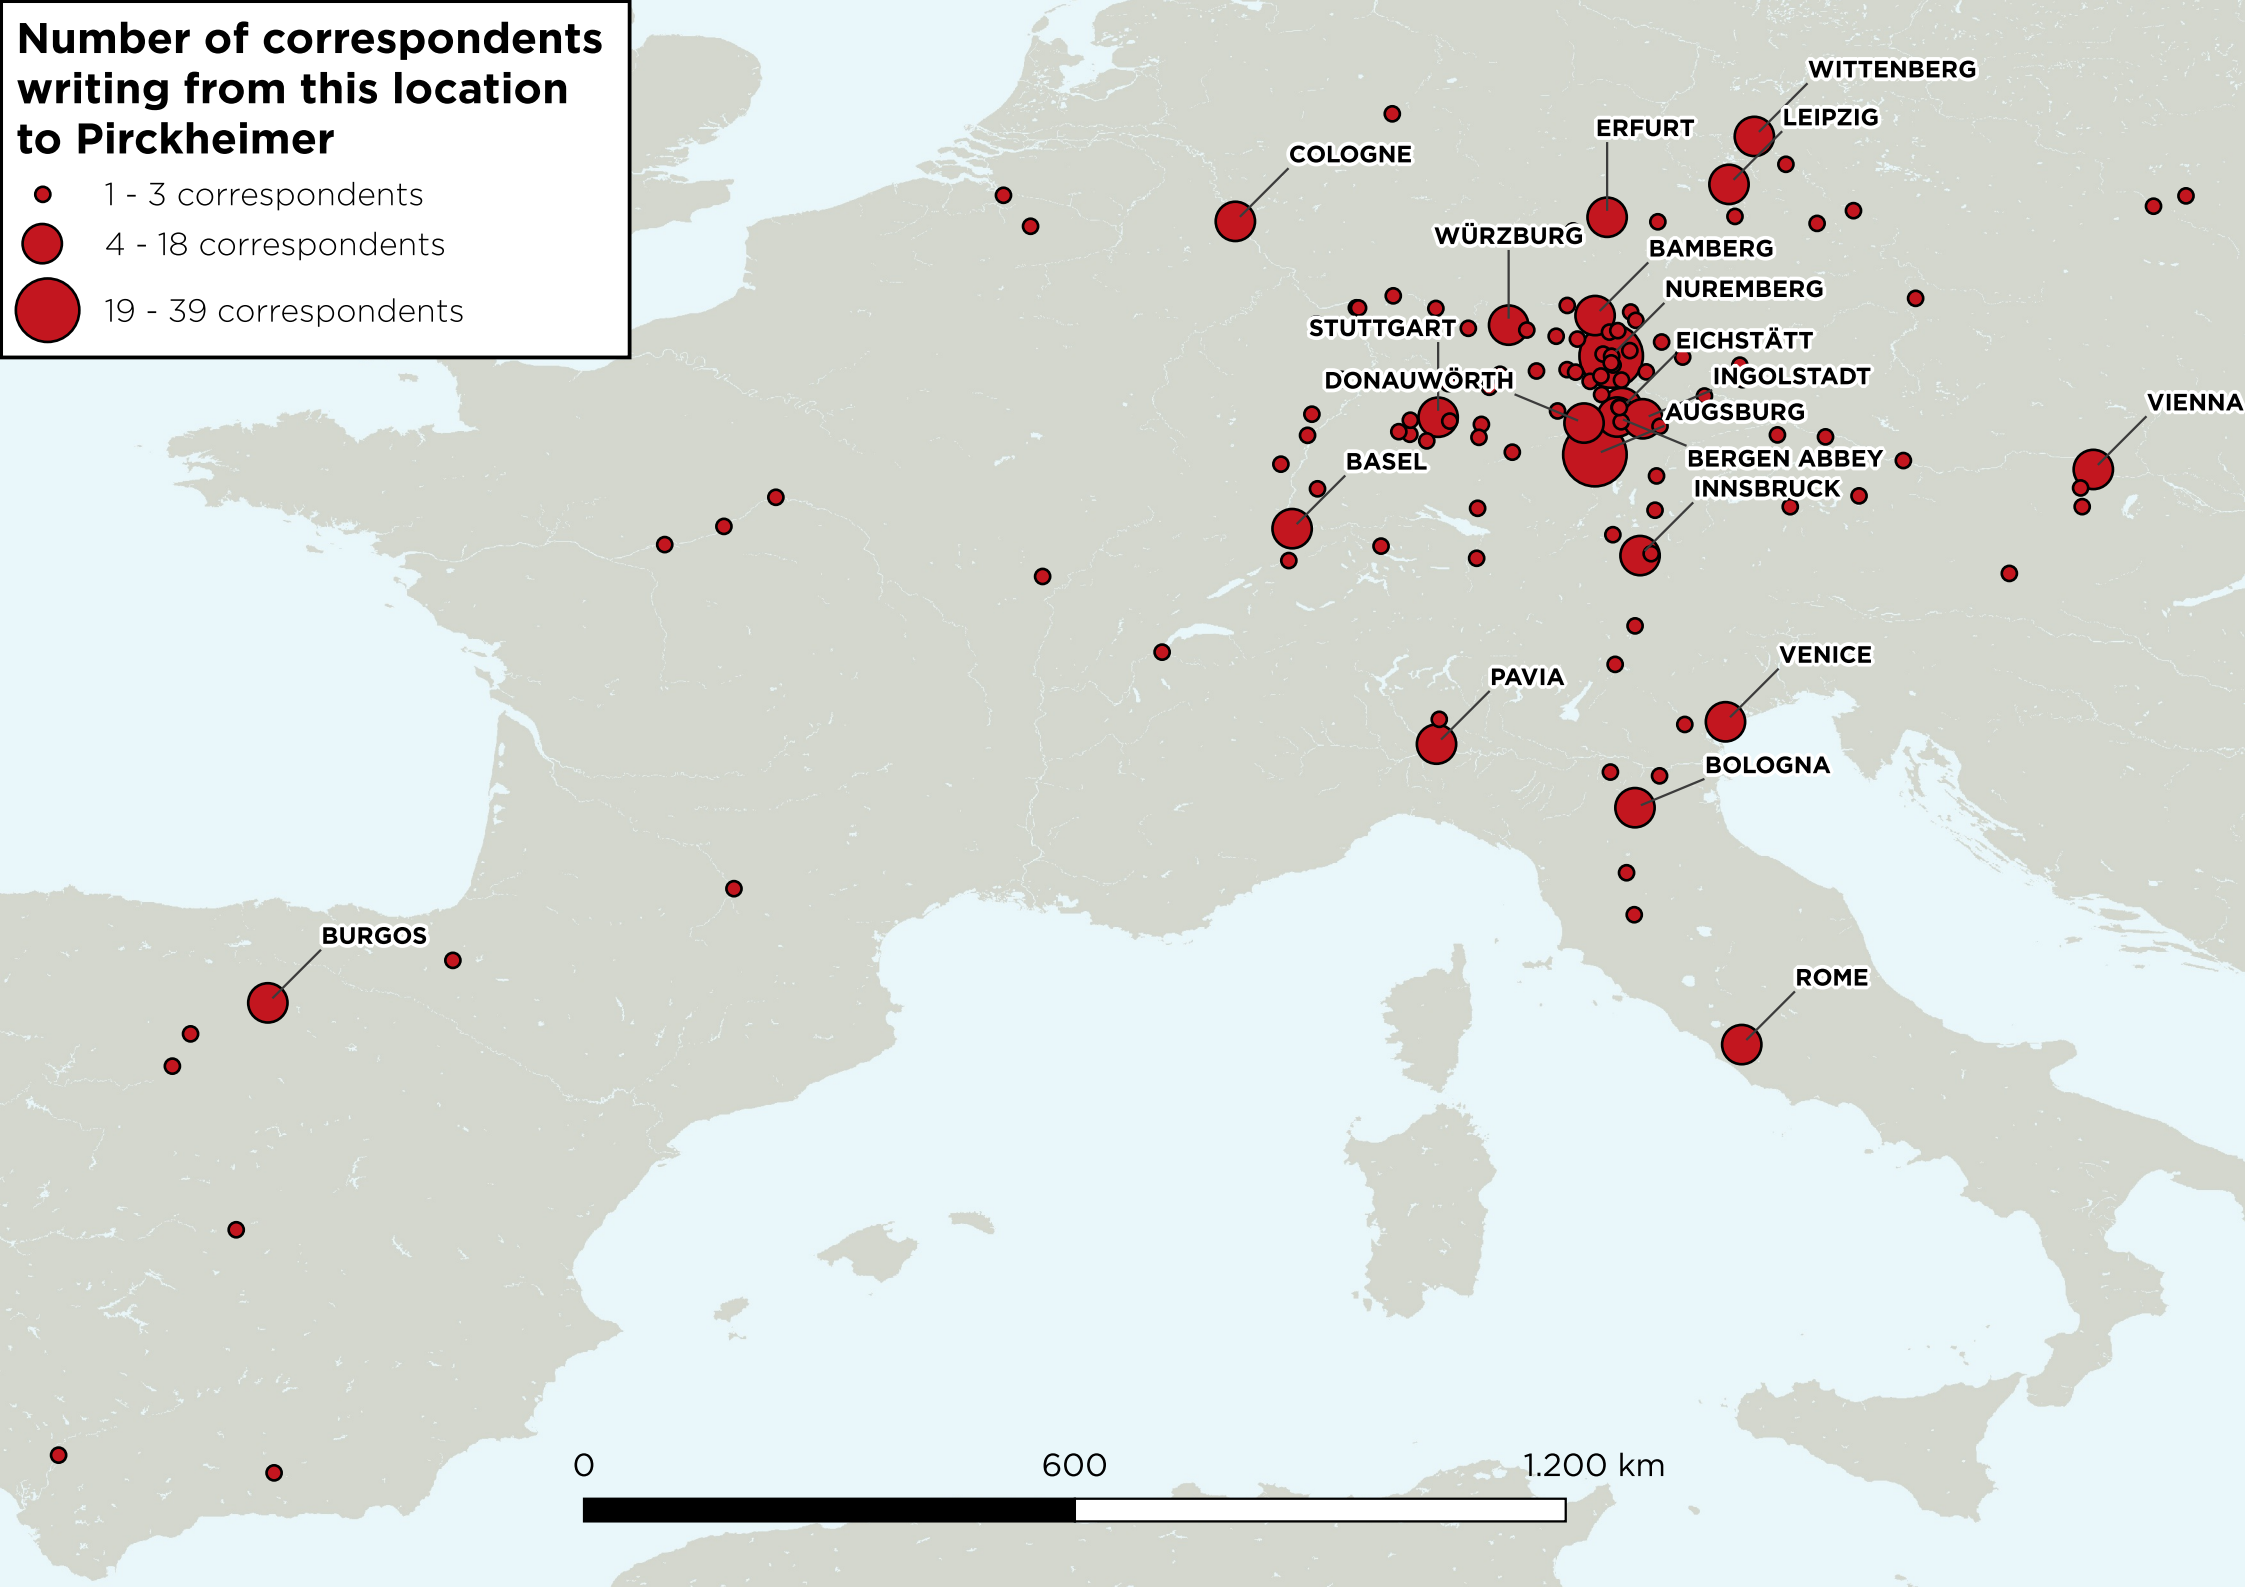 Number of correspondents
writing from this location
to Pirckheimer
1 - 3 correspondents
4 - 18 correspondents
19 - 39 correspondents
WITTENBERG
LEIPZIG
ERFURT
COLOGNE
WÜRZBURG
BAMBERG
NUREMBERG
STUTTGART
EICHSTÄTT
DONAUWÖRTH
INGOLSTADT
VIENNA
AUGSBURG
BASEL
BERGEN ABBEY
INNSBRUCK
VENICE
PAVIA
BOLOGNA
BURGOS
ROME
0 600 1.200 km